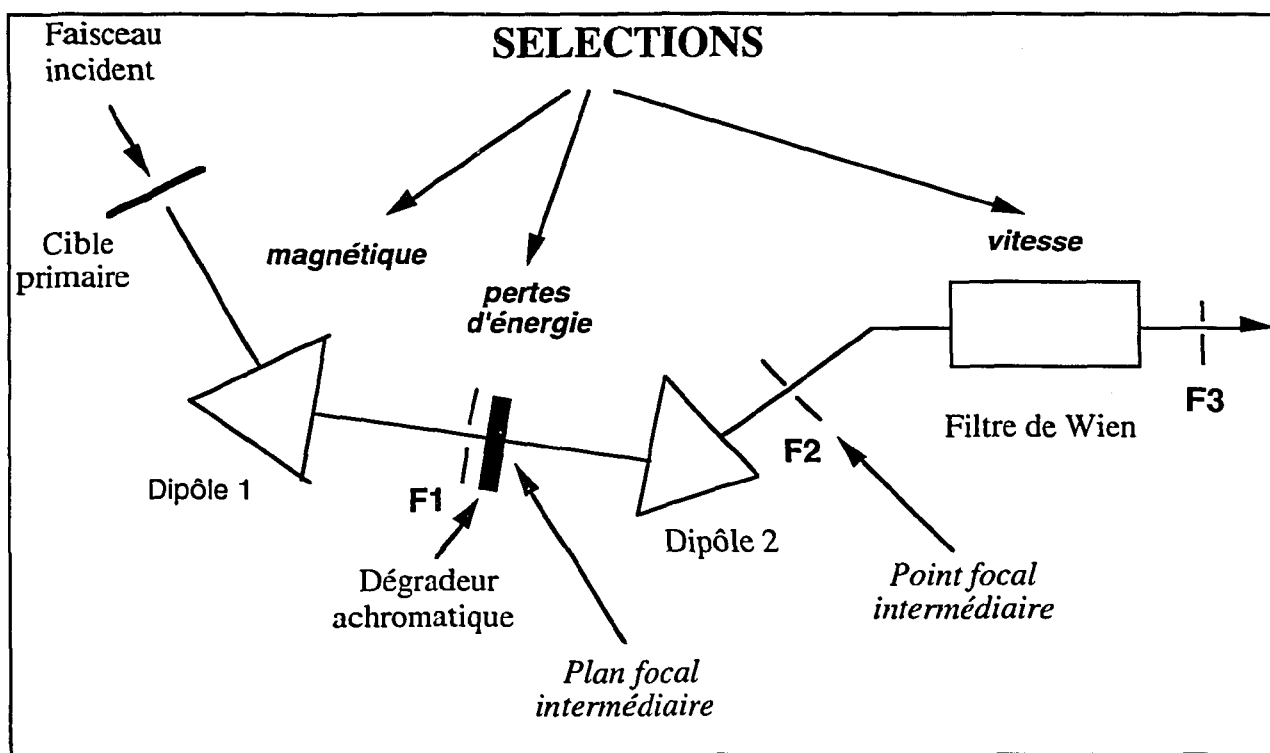 Faisceau
incident
SELECTIONS
Cible
primaire
magnétique
pertes
d'énergie
vitesse
Dipôle 1
F1
Dégradeur
achromatique
Plan focal
intermédiaire
Dipôle 2
F2
Point focal
intermédiaire
Filtre de Wien
F3